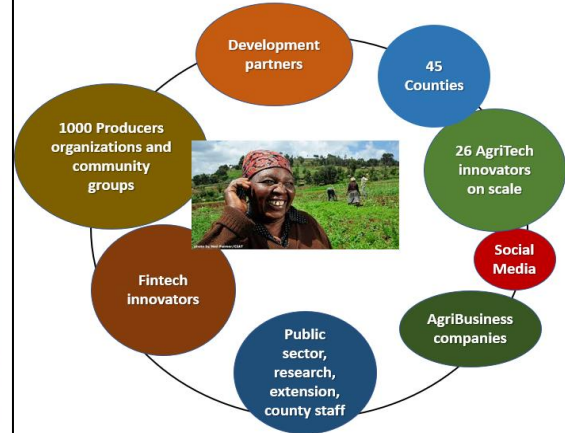 Development
partners
45
Counties
1000 Producers
organizations and
community
groups
26 AgriTech
innovators
on scale
Social
Media
Fintech
innovators
AgriBusiness
companies
Public
sector,
research,
extension,
county staff